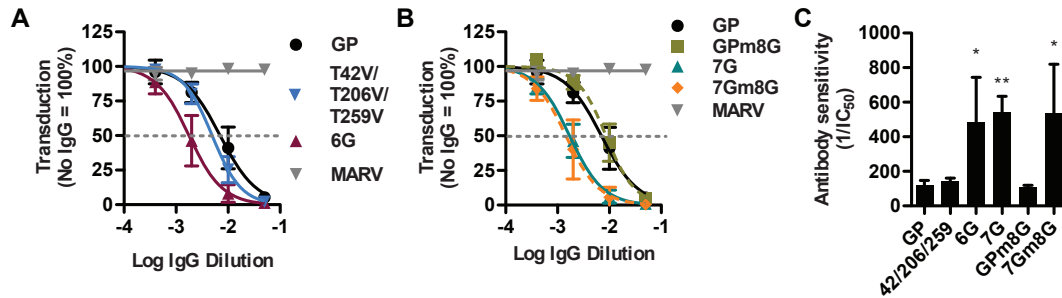 A
Transduction
(No IgG = 100%)
125
100
75
50
25
0
-4
-3
-2
-1
Log IgG Dilution
GP
T42V/
T206V/
T259V
6G
MARV
B
Transduction
(No IgG = 100%)
125
100
75
50
25
0
-4
-3
-2
-1
Log IgG Dilution
GP
GPm8G
7G
7Gm8G
MARV
C
Antibody sensitivity
(1/IC50)
1000
800
600
400
200
0
*
**
*
GP
42/206/259
6G
7G
GPm8G
7Gm8G